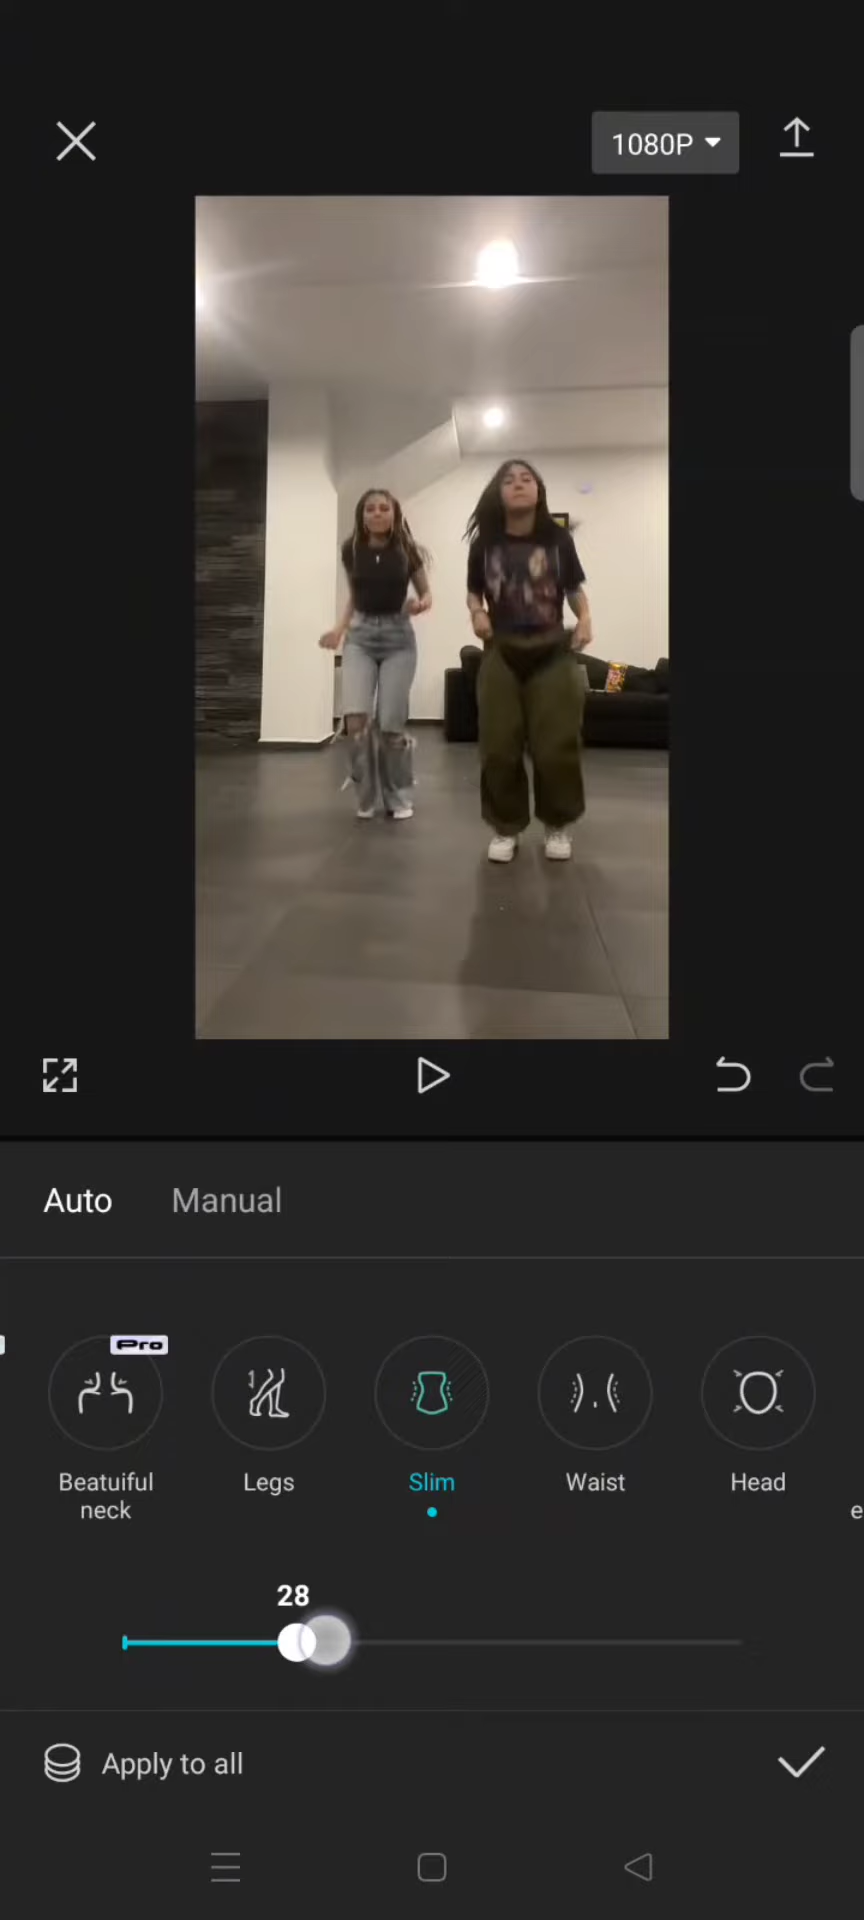 1080P
Auto
Manual
Pro
Beatuiful
neck
Legs
Slim
Waist
Head
e
28
Apply to all